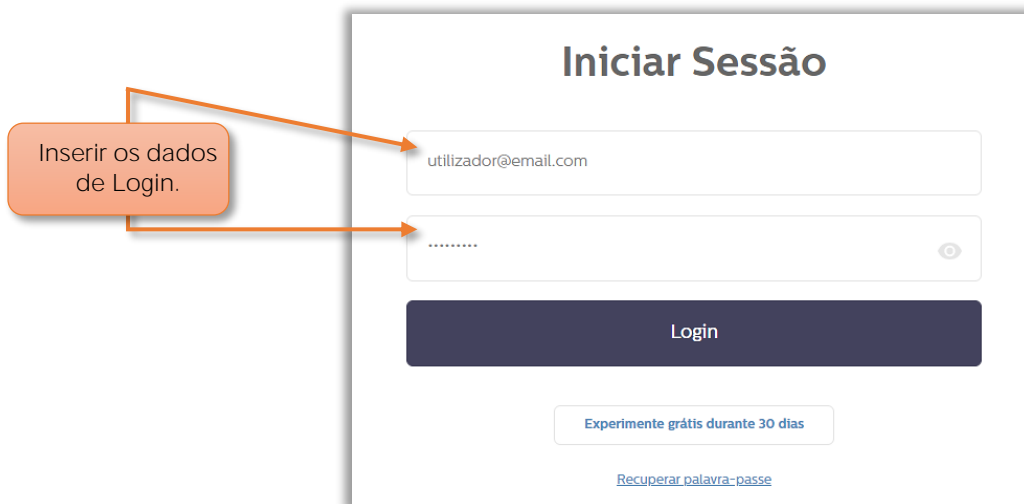 Iniciar Sessão
Inserir os dados
de Login.
utilizador@email.com
.........
Login
Experimente grátis durante 30 dias
Recuperar palavra-passe